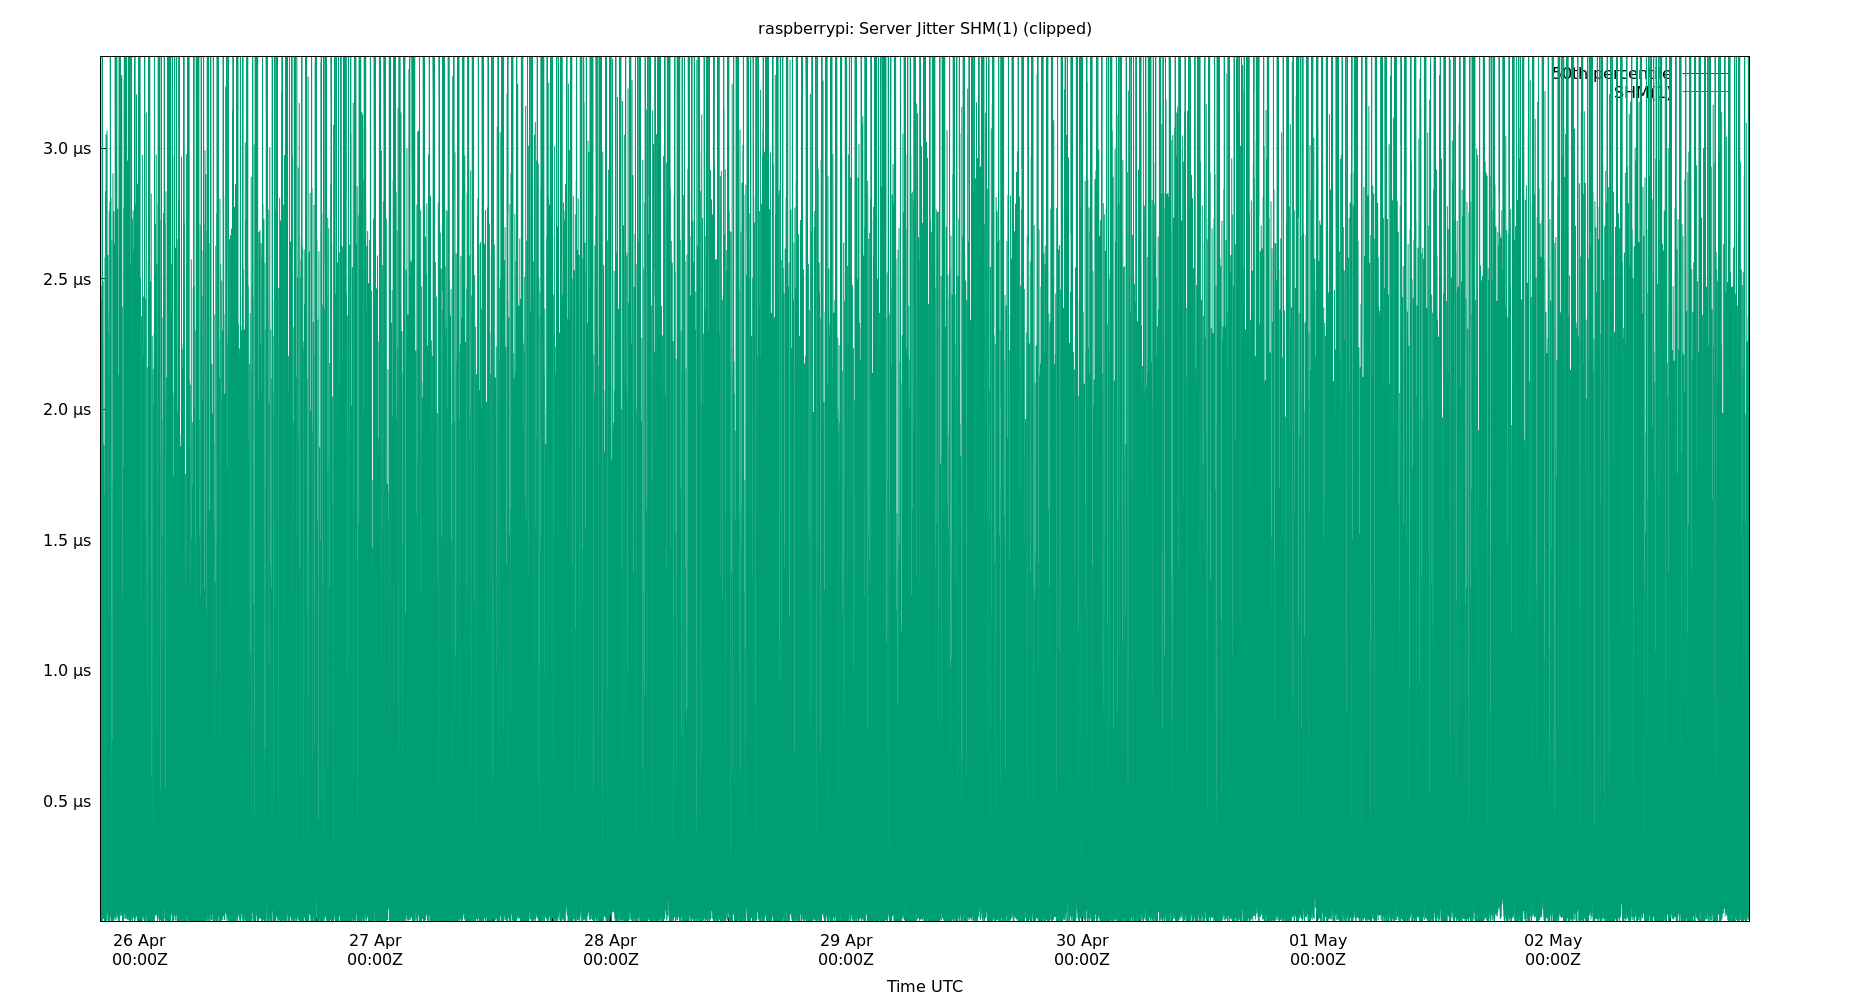 raspberrypi: Server Jitter SHM(1) (clipped)
50th percentile
SHM(1)
3.0 µs
2.5 µs
2.0 µs
1.5 µs
1.0 µs
0.5 µs
26 Apr 27 Apr 28 Apr 29 Apr 30 Apr 01 May 02 May
00:00Z 00:00Z 00:00Z 00:00Z 00:00Z 00:00Z 00:00Z
Time UTC